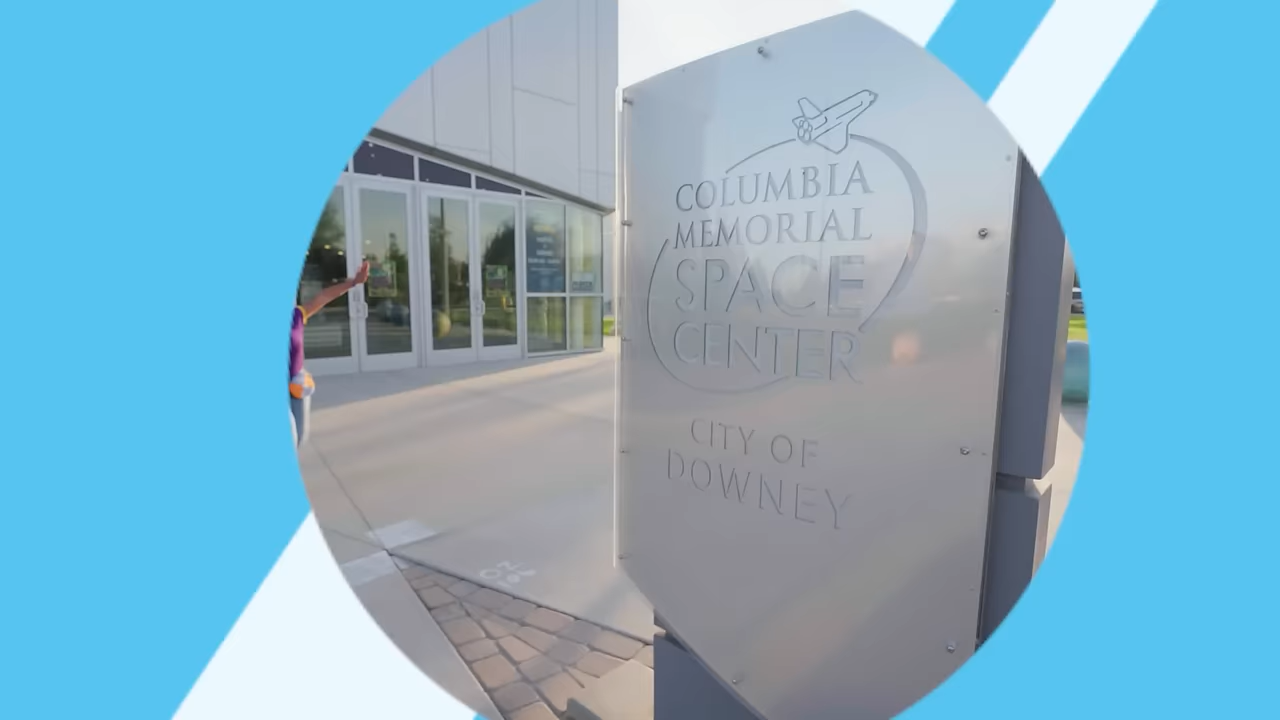 COLUMBIA
MEMORIAL
SPACE
CENTER
CITY OF
DOWNEY